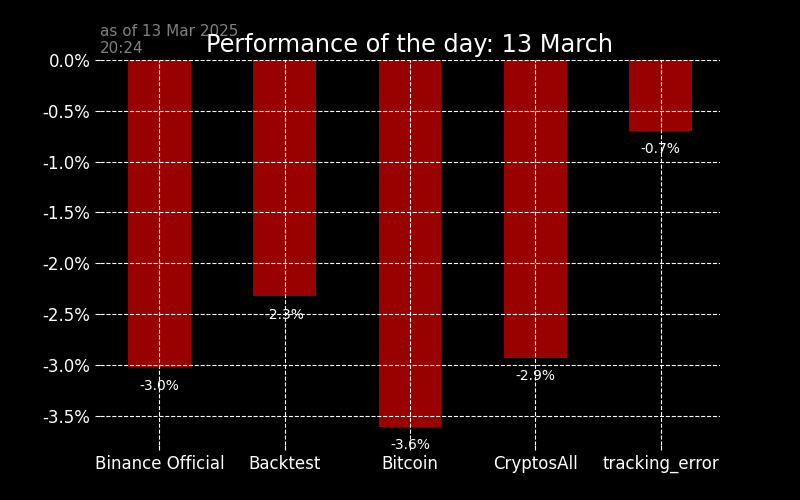 as of 13 Mar 2025
20:24
Performance of the day: 13 March
0.0%
-0.5%
-1.0%
-1.5%
-2.0%
-2.5%
-3.0%
-3.5%
-3.0%
-2.3%
-3.6%
-2.9%
-0.7%
Binance Official
Backtest
Bitcoin
CryptosAll
tracking_error